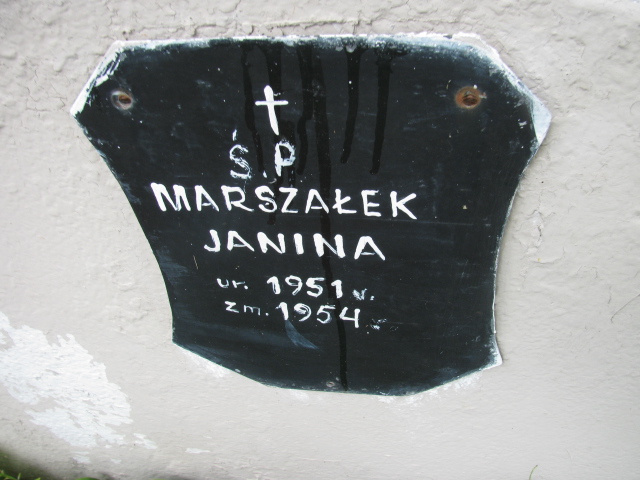 Ś.P.
MARSZAŁEK
JANINA
ur. 1951 r.
zm. 1954 r.